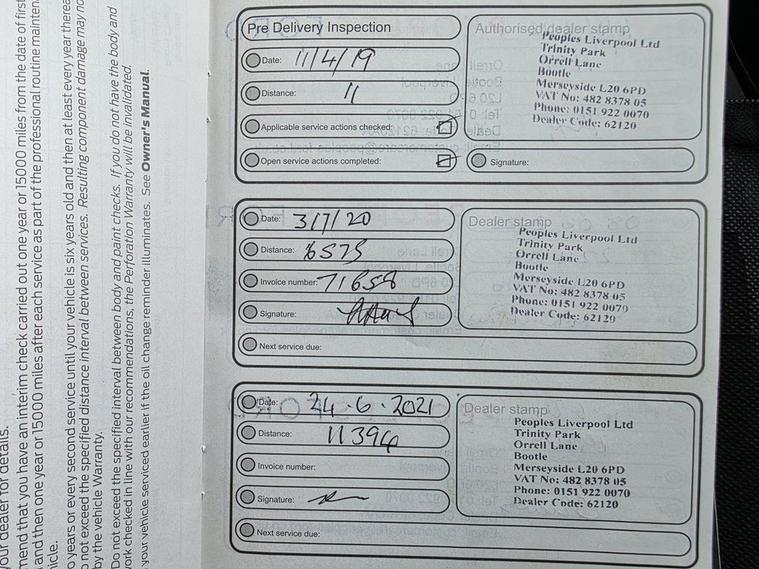 your dealer for details.
mend that you have an interim check carried out one year or 15000 miles from the date of first
and then one year or 15000 miles after each service as part of the professional routine mainten
icle.
o years or every second service until your vehicle is six years old and then at least every year therea
o not exceed the specified distance interval between services. Resulting component damage may no
by the vehicle Warranty.
Do not exceed the specified interval between body and paint checks. If you do not have the body and
work checked in line with our recommendations, the Perforation Warranty will be invalidated.
your vehicle serviced earlier if the oil change reminder illuminates. See Owner's Manual.
Pre Delivery Inspection
Date: 11/4/19
Distance: 11
Applicable service actions checked:
Open service actions completed:
Authorised dealer stamp
Peoples Liverpool Ltd
Trinity Park
Orrell Lane
Bootle
Merseyside L20 6PD
VAT No: 482 8378 05
Phone: 0151 922 0070
Dealer Code: 62120
Signature:
Date: 3/7/20
Distance: 6575
Invoice number: 71658
Signature:
Next service due:
Dealer stamp
Peoples Liverpool Ltd
Trinity Park
Orrell Lane
Bootle
Merseyside L20 6PD
VAT No: 482 8378 05
Phone: 0151 922 0070
Dealer Code: 62120
Date: 24.6.2021
Distance: 11394
Invoice number:
Signature:
Next service due:
Dealer stamp
Peoples Liverpool Ltd
Trinity Park
Orrell Lane
Bootle
Merseyside L20 6PD
VAT No: 482 8378 05
Phone: 0151 922 0070
Dealer Code: 62120